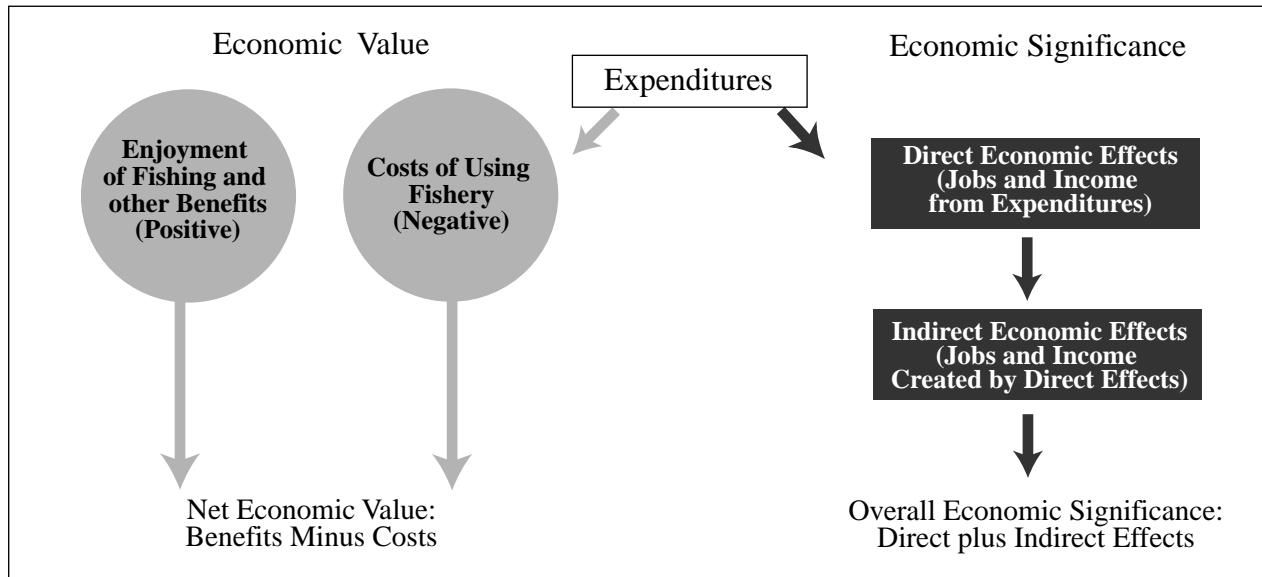 Economic Value
Expenditures
Economic Significance
Enjoyment
of Fishing and
other Benefits
(Positive)
Costs of Using
Fishery
(Negative)
Direct Economic Effects
(Jobs and Income
from Expenditures)
Indirect Economic Effects
(Jobs and Income
Created by Direct Effects)
Net Economic Value:
Benefits Minus Costs
Overall Economic Significance:
Direct plus Indirect Effects